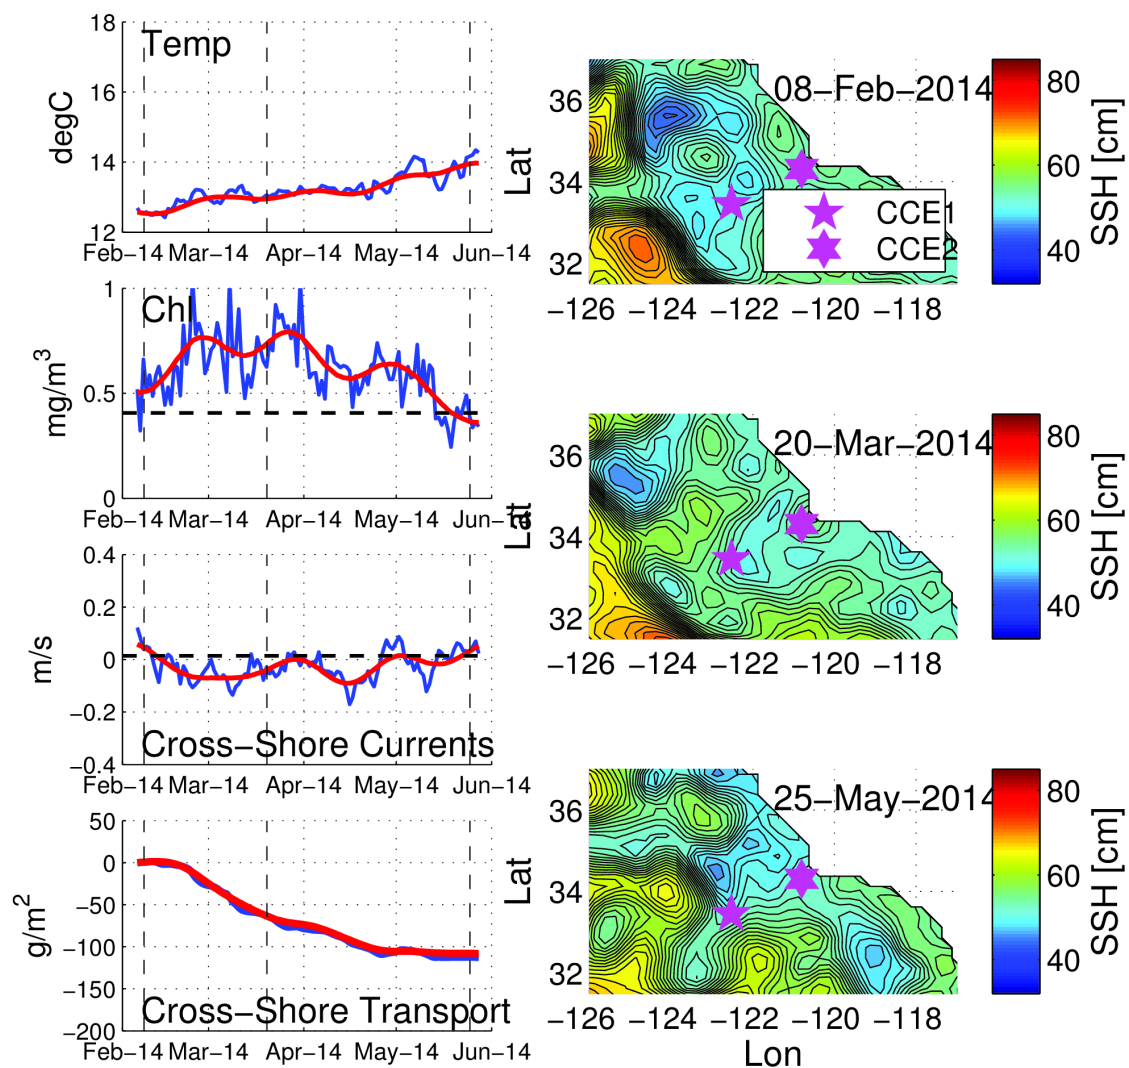 Temp
degC
18
16
14
12
Feb−14 Mar−14 Apr−14 May−14 Jun−14
Chl
mg/m3
1
0.5
0
Feb−14 Mar−14 Apr−14 May−14 Jun−14
m/s
0.4
0.2
0
−0.2
−0.4
Cross−Shore Currents
Feb−14 Mar−14 Apr−14 May−14 Jun−14
g/m2
50
0
−50
−100
−150
−200
Cross−Shore Transport
Feb−14 Mar−14 Apr−14 May−14 Jun−14
08−Feb−2014
Lat
36
34
32
CCE1
CCE2
−126 −124 −122 −120 −118
80
60
40
SSH [cm]
20−Mar−2014
Lat
36
34
32
−126 −124 −122 −120 −118
80
60
40
SSH [cm]
25−May−2014
Lat
36
34
32
−126 −124 −122 −120 −118
Lon
80
60
40
SSH [cm]